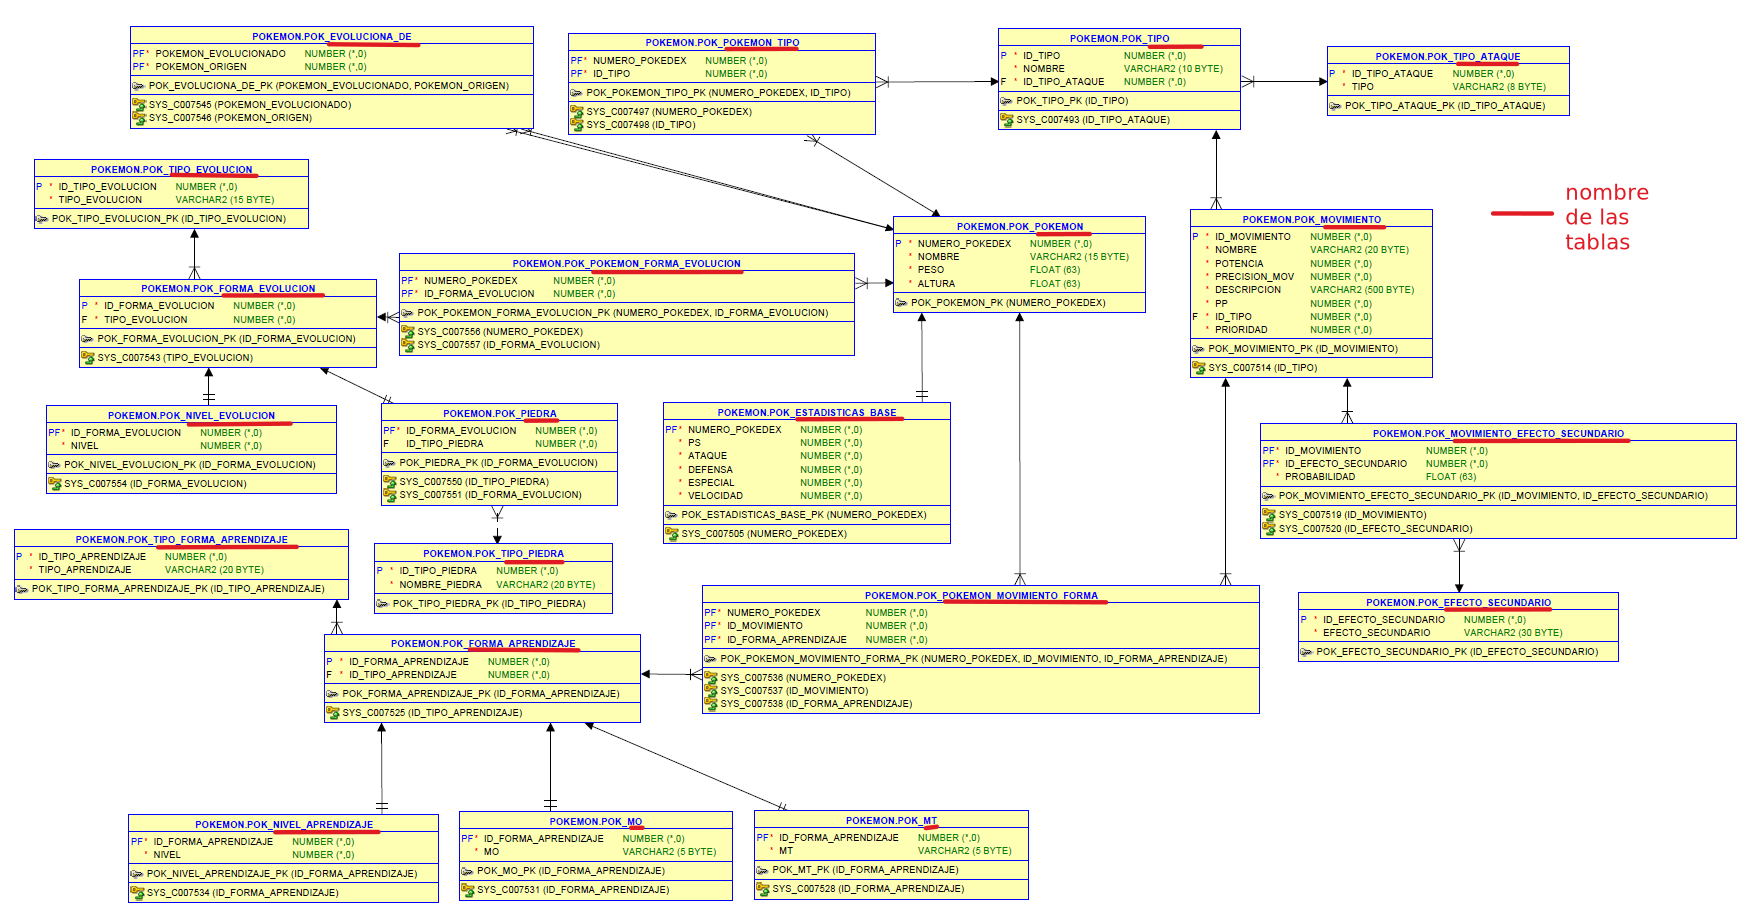 POKEMON.POK_EVOLUCIONA_DE
PF* POKEMON_EVOLUCIONADO NUMBER (*,0)
PF* POKEMON_ORIGEN NUMBER (*,0)
POK_EVOLUCIONA_DE_PK (POKEMON_EVOLUCIONADO, POKEMON_ORIGEN)
SYS_C007545 (POKEMON_EVOLUCIONADO)
SYS_C007546 (POKEMON_ORIGEN)
POKEMON.POK_POKEMON_TIPO
PF* NUMERO_POKEDEX NUMBER (*,0)
PF* ID_TIPO NUMBER (*,0)
POK_POKEMON_TIPO_PK (NUMERO_POKEDEX, ID_TIPO)
SYS_C007497 (NUMERO_POKEDEX)
SYS_C007498 (ID_TIPO)
POKEMON.POK_TIPO
P * ID_TIPO NUMBER (*,0)
* NOMBRE VARCHAR2 (10 BYTE)
F * ID_TIPO_ATAQUE NUMBER (*,0)
POK_TIPO_PK (ID_TIPO)
SYS_C007493 (ID_TIPO_ATAQUE)
POKEMON.POK_TIPO_ATAQUE
P * ID_TIPO_ATAQUE NUMBER (*,0)
* TIPO VARCHAR2 (8 BYTE)
POK_TIPO_ATAQUE_PK (ID_TIPO_ATAQUE)
POKEMON.POK_TIPO_EVOLUCION
P * ID_TIPO_EVOLUCION NUMBER (*,0)
* TIPO_EVOLUCION VARCHAR2 (15 BYTE)
POK_TIPO_EVOLUCION_PK (ID_TIPO_EVOLUCION)
nombre
de las
tablas
POKEMON.POK_POKEMON
P * NUMERO_POKEDEX NUMBER (*,0)
* NOMBRE VARCHAR2 (15 BYTE)
* PESO FLOAT (63)
* ALTURA FLOAT (63)
POK_POKEMON_PK (NUMERO_POKEDEX)
POKEMON.POK_MOVIMIENTO
P * ID_MOVIMIENTO NUMBER (*,0)
* NOMBRE VARCHAR2 (20 BYTE)
* POTENCIA NUMBER (*,0)
* PRECISION_MOV NUMBER (*,0)
* DESCRIPCION VARCHAR2 (500 BYTE)
* PP NUMBER (*,0)
F * ID_TIPO NUMBER (*,0)
* PRIORIDAD NUMBER (*,0)
POK_MOVIMIENTO_PK (ID_MOVIMIENTO)
SYS_C007514 (ID_TIPO)
POKEMON.POK_POKEMON_FORMA_EVOLUCION
PF* NUMERO_POKEDEX NUMBER (*,0)
PF* ID_FORMA_EVOLUCION NUMBER (*,0)
POK_POKEMON_FORMA_EVOLUCION_PK (NUMERO_POKEDEX, ID_FORMA_EVOLUCION)
SYS_C007556 (NUMERO_POKEDEX)
SYS_C007557 (ID_FORMA_EVOLUCION)
POKEMON.POK_FORMA_EVOLUCION
P * ID_FORMA_EVOLUCION NUMBER (*,0)
F * TIPO_EVOLUCION NUMBER (*,0)
POK_FORMA_EVOLUCION_PK (ID_FORMA_EVOLUCION)
SYS_C007543 (TIPO_EVOLUCION)
POKEMON.POK_NIVEL_EVOLUCION
PF* ID_FORMA_EVOLUCION NUMBER (*,0)
* NIVEL NUMBER (*,0)
POK_NIVEL_EVOLUCION_PK (ID_FORMA_EVOLUCION)
SYS_C007554 (ID_FORMA_EVOLUCION)
POKEMON.POK_PIEDRA
PF* ID_FORMA_EVOLUCION NUMBER (*,0)
F ID_TIPO_PIEDRA NUMBER (*,0)
POK_PIEDRA_PK (ID_FORMA_EVOLUCION)
SYS_C007550 (ID_TIPO_PIEDRA)
SYS_C007551 (ID_FORMA_EVOLUCION)
POKEMON.POK_ESTADISTICAS_BASE
PF* NUMERO_POKEDEX NUMBER (*,0)
* PS NUMBER (*,0)
* ATAQUE NUMBER (*,0)
* DEFENSA NUMBER (*,0)
* ESPECIAL NUMBER (*,0)
* VELOCIDAD NUMBER (*,0)
POK_ESTADISTICAS_BASE_PK (NUMERO_POKEDEX)
SYS_C007505 (NUMERO_POKEDEX)
POKEMON.POK_MOVIMIENTO_EFECTO_SECUNDARIO
PF* ID_MOVIMIENTO NUMBER (*,0)
PF* ID_EFECTO_SECUNDARIO NUMBER (*,0)
* PROBABILIDAD FLOAT (63)
POK_MOVIMIENTO_EFECTO_SECUNDARIO_PK (ID_MOVIMIENTO, ID_EFECTO_SECUNDARIO)
SYS_C007519 (ID_MOVIMIENTO)
SYS_C007520 (ID_EFECTO_SECUNDARIO)
POKEMON.POK_TIPO_FORMA_APRENDIZAJE
P * ID_TIPO_APRENDIZAJE NUMBER (*,0)
* TIPO_APRENDIZAJE VARCHAR2 (20 BYTE)
POK_TIPO_FORMA_APRENDIZAJE_PK (ID_TIPO_APRENDIZAJE)
POKEMON.POK_TIPO_PIEDRA
P * ID_TIPO_PIEDRA NUMBER (*,0)
* NOMBRE_PIEDRA VARCHAR2 (20 BYTE)
POK_TIPO_PIEDRA_PK (ID_TIPO_PIEDRA)
POKEMON.POK_POKEMON_MOVIMIENTO_FORMA
PF* NUMERO_POKEDEX NUMBER (*,0)
PF* ID_MOVIMIENTO NUMBER (*,0)
PF* ID_FORMA_APRENDIZAJE NUMBER (*,0)
POK_POKEMON_MOVIMIENTO_FORMA_PK (NUMERO_POKEDEX, ID_MOVIMIENTO, ID_FORMA_APRENDIZAJE)
SYS_C007536 (NUMERO_POKEDEX)
SYS_C007537 (ID_MOVIMIENTO)
SYS_C007538 (ID_FORMA_APRENDIZAJE)
POKEMON.POK_EFECTO_SECUNDARIO
P * ID_EFECTO_SECUNDARIO NUMBER (*,0)
* EFECTO_SECUNDARIO VARCHAR2 (30 BYTE)
POK_EFECTO_SECUNDARIO_PK (ID_EFECTO_SECUNDARIO)
POKEMON.POK_FORMA_APRENDIZAJE
P * ID_FORMA_APRENDIZAJE NUMBER (*,0)
F * ID_TIPO_APRENDIZAJE NUMBER (*,0)
POK_FORMA_APRENDIZAJE_PK (ID_FORMA_APRENDIZAJE)
SYS_C007525 (ID_TIPO_APRENDIZAJE)
POKEMON.POK_NIVEL_APRENDIZAJE
PF* ID_FORMA_APRENDIZAJE NUMBER (*,0)
* NIVEL NUMBER (*,0)
POK_NIVEL_APRENDIZAJE_PK (ID_FORMA_APRENDIZAJE)
SYS_C007534 (ID_FORMA_APRENDIZAJE)
POKEMON.POK_MO
PF* ID_FORMA_APRENDIZAJE NUMBER (*,0)
* MO VARCHAR2 (5 BYTE)
POK_MO_PK (ID_FORMA_APRENDIZAJE)
SYS_C007531 (ID_FORMA_APRENDIZAJE)
POKEMON.POK_MT
PF* ID_FORMA_APRENDIZAJE NUMBER (*,0)
* MT VARCHAR2 (5 BYTE)
POK_MT_PK (ID_FORMA_APRENDIZAJE)
SYS_C007528 (ID_FORMA_APRENDIZAJE)